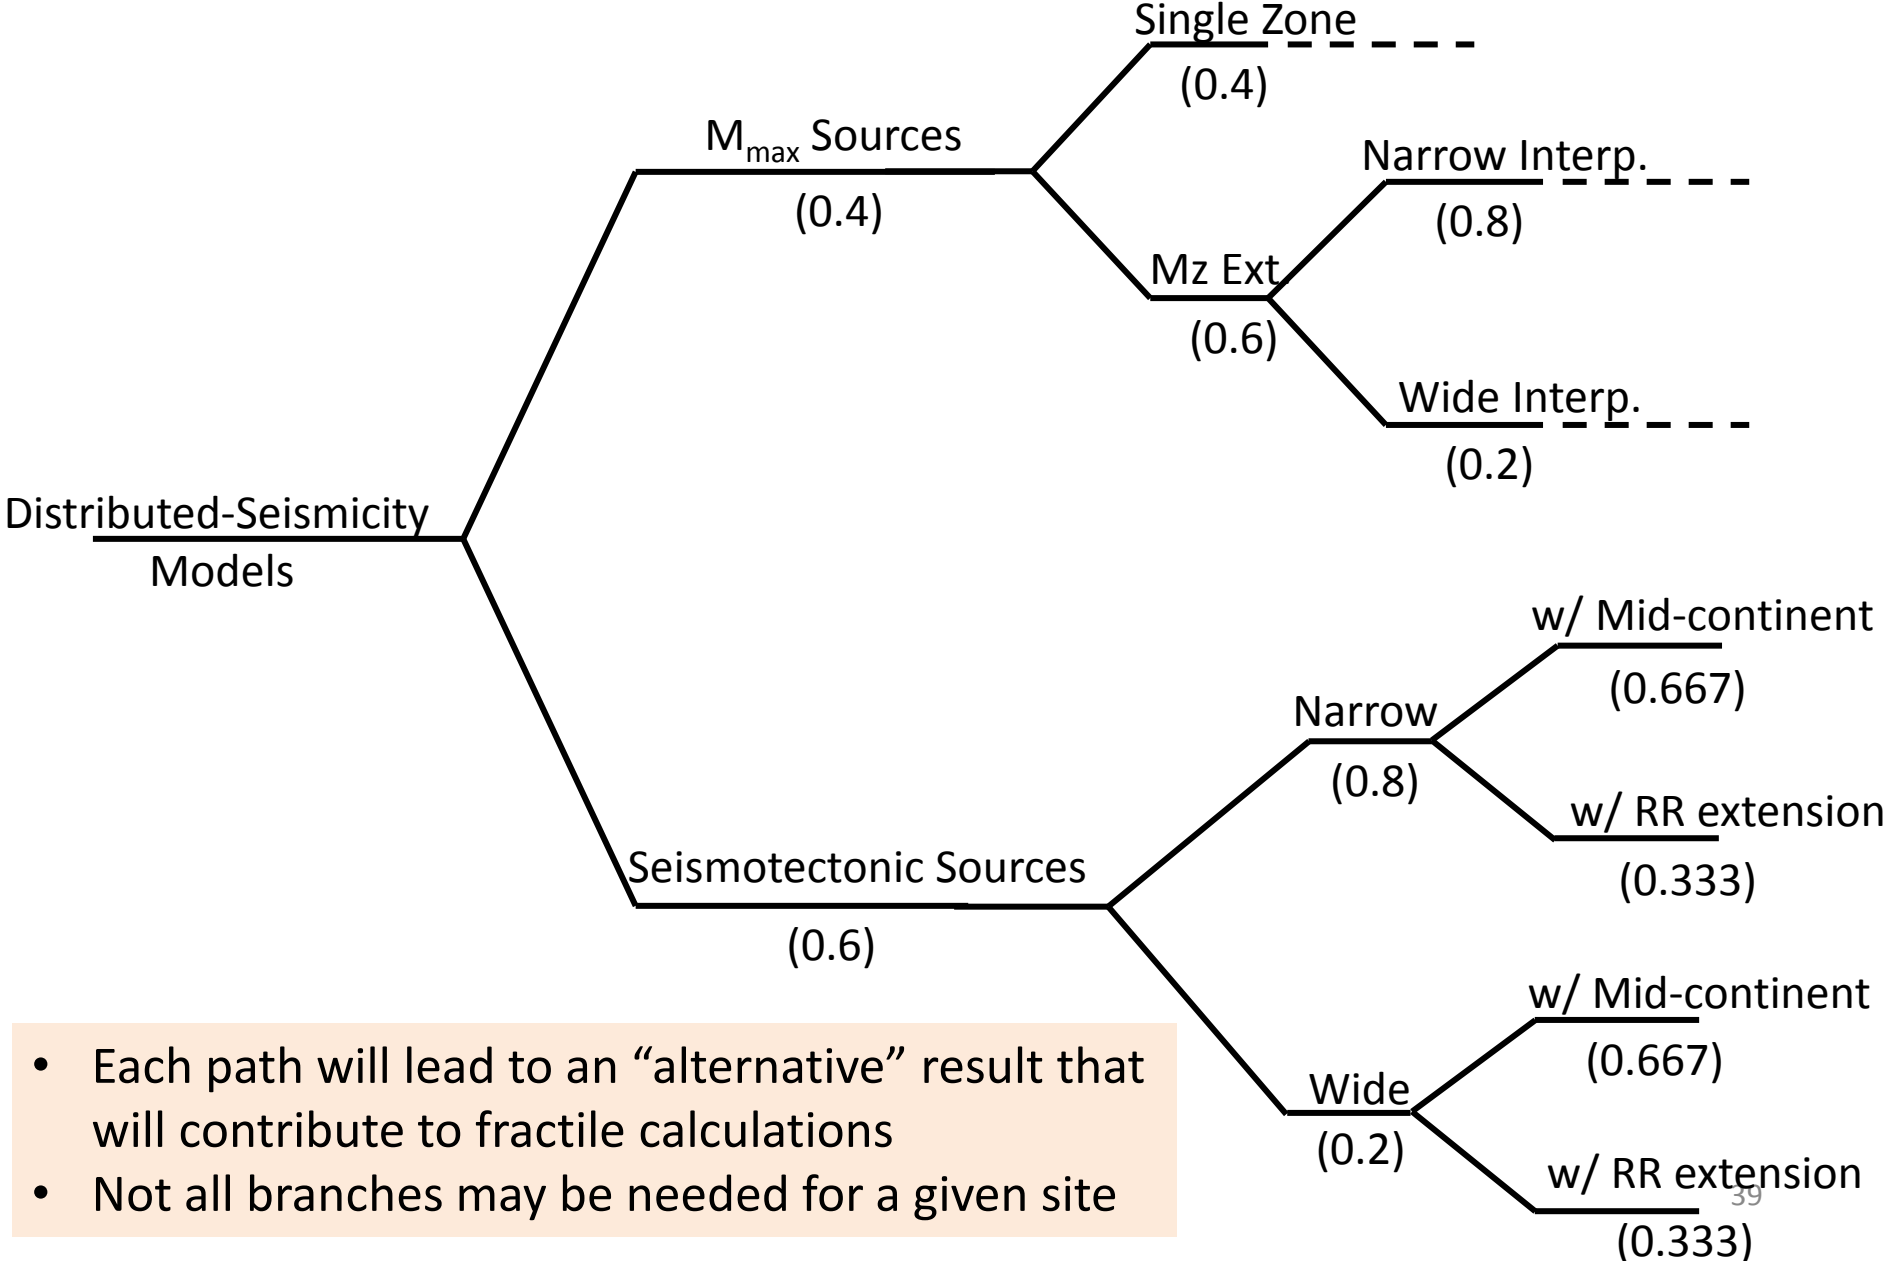 Single Zone
(0.4)
Mmax Sources
(0.4)
Narrow Interp.
(0.8)
Mz Ext.
(0.6)
Wide Interp.
(0.2)
Distributed-Seismicity
Models
w/ Mid-continent
(0.667)
Narrow
(0.8)
w/ RR extension
(0.333)
Seismotectonic Sources
(0.6)
w/ Mid-continent
(0.667)
Wide
(0.2)
w/ RR extension
(0.333)
• Each path will lead to an “alternative” result that
will contribute to fractile calculations
• Not all branches may be needed for a given site
39